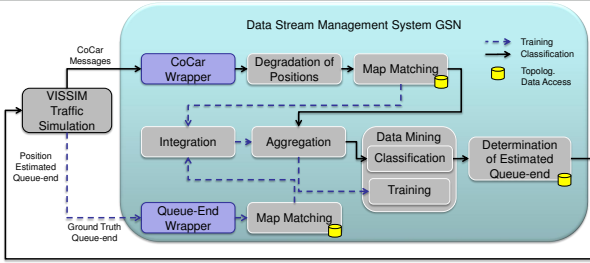 Data Stream Management System GSN
CoCar
Messages
CoCar
Wrapper
Degradation of
Positions
Map Matching
Training
Classification
Topolog.
Data Access
VISSIM
Traffic
Simulation
Integration
Aggregation
Data Mining
Classification
Training
Determination
of Estimated
Queue-end
Position
Estimated
Queue-end
Ground Truth
Queue-end
Queue-End
Wrapper
Map Matching